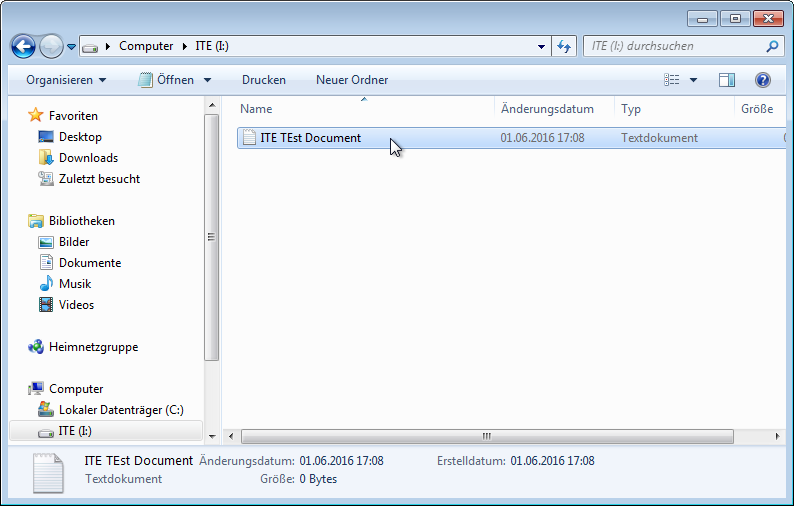 Computer ITE (I:) ITE (I:) durchsuchen
Organisieren Öffnen Drucken Neuer Ordner
Favoriten
Desktop
Downloads
Zuletzt besucht
Bibliotheken
Bilder
Dokumente
Musik
Videos
Heimnetzgruppe
Computer
Lokaler Datenträger (C:)
ITE (I:)
Name Änderungsdatum Typ Größe
ITE TEst Document 01.06.2016 17:08 Textdokument
ITE TEst Document Änderungsdatum: 01.06.2016 17:08 Erstelldatum: 01.06.2016 17:08
Textdokument Größe: 0 Bytes